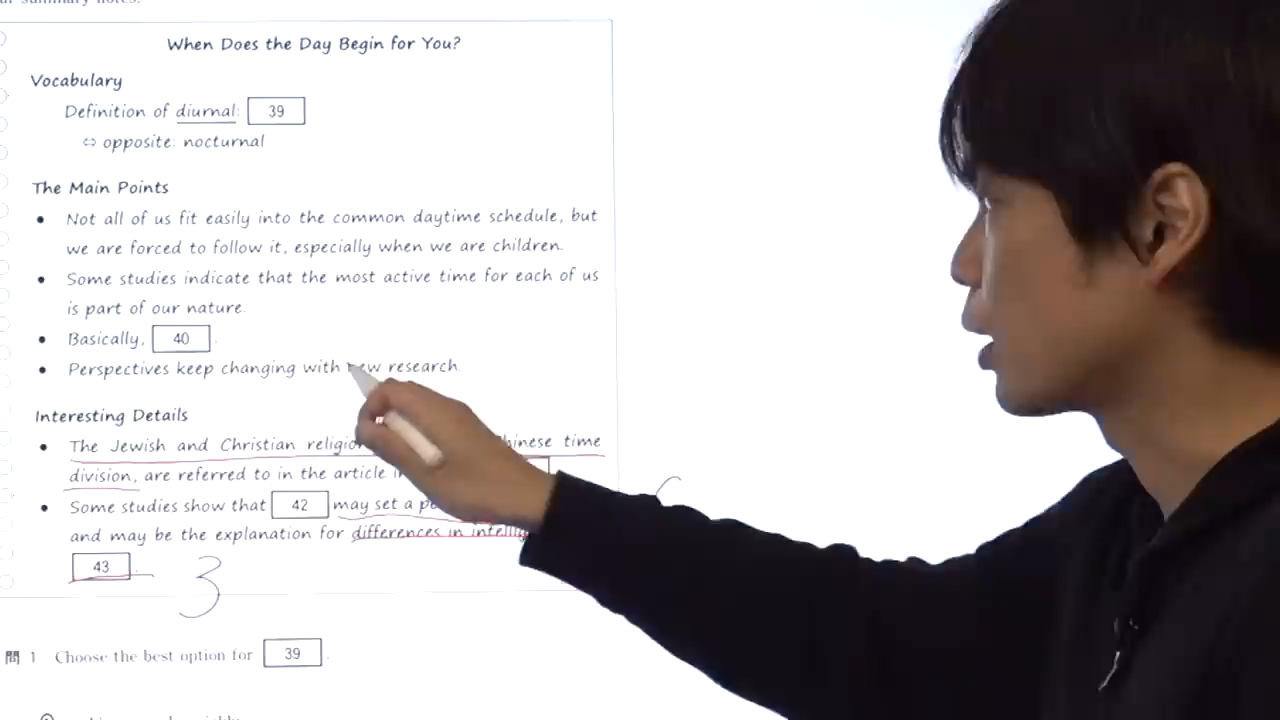 ur summary notes.
When Does the Day Begin for You?
Vocabulary
Definition of diurnal: 39
⇔ opposite: nocturnal
The Main Points
• Not all of us fit easily into the common daytime schedule, but
we are forced to follow it, especially when we are children.
• Some studies indicate that the most active time for each of us
is part of our nature.
• Basically, 40 .
• Perspectives keep changing with new research.
Interesting Details
• The Jewish and Christian time
division, are referred to in the article
• Some studies show that 42 may set a
and may be the explanation for differences in
43 .
3
問 1 Choose the best option for 39 .